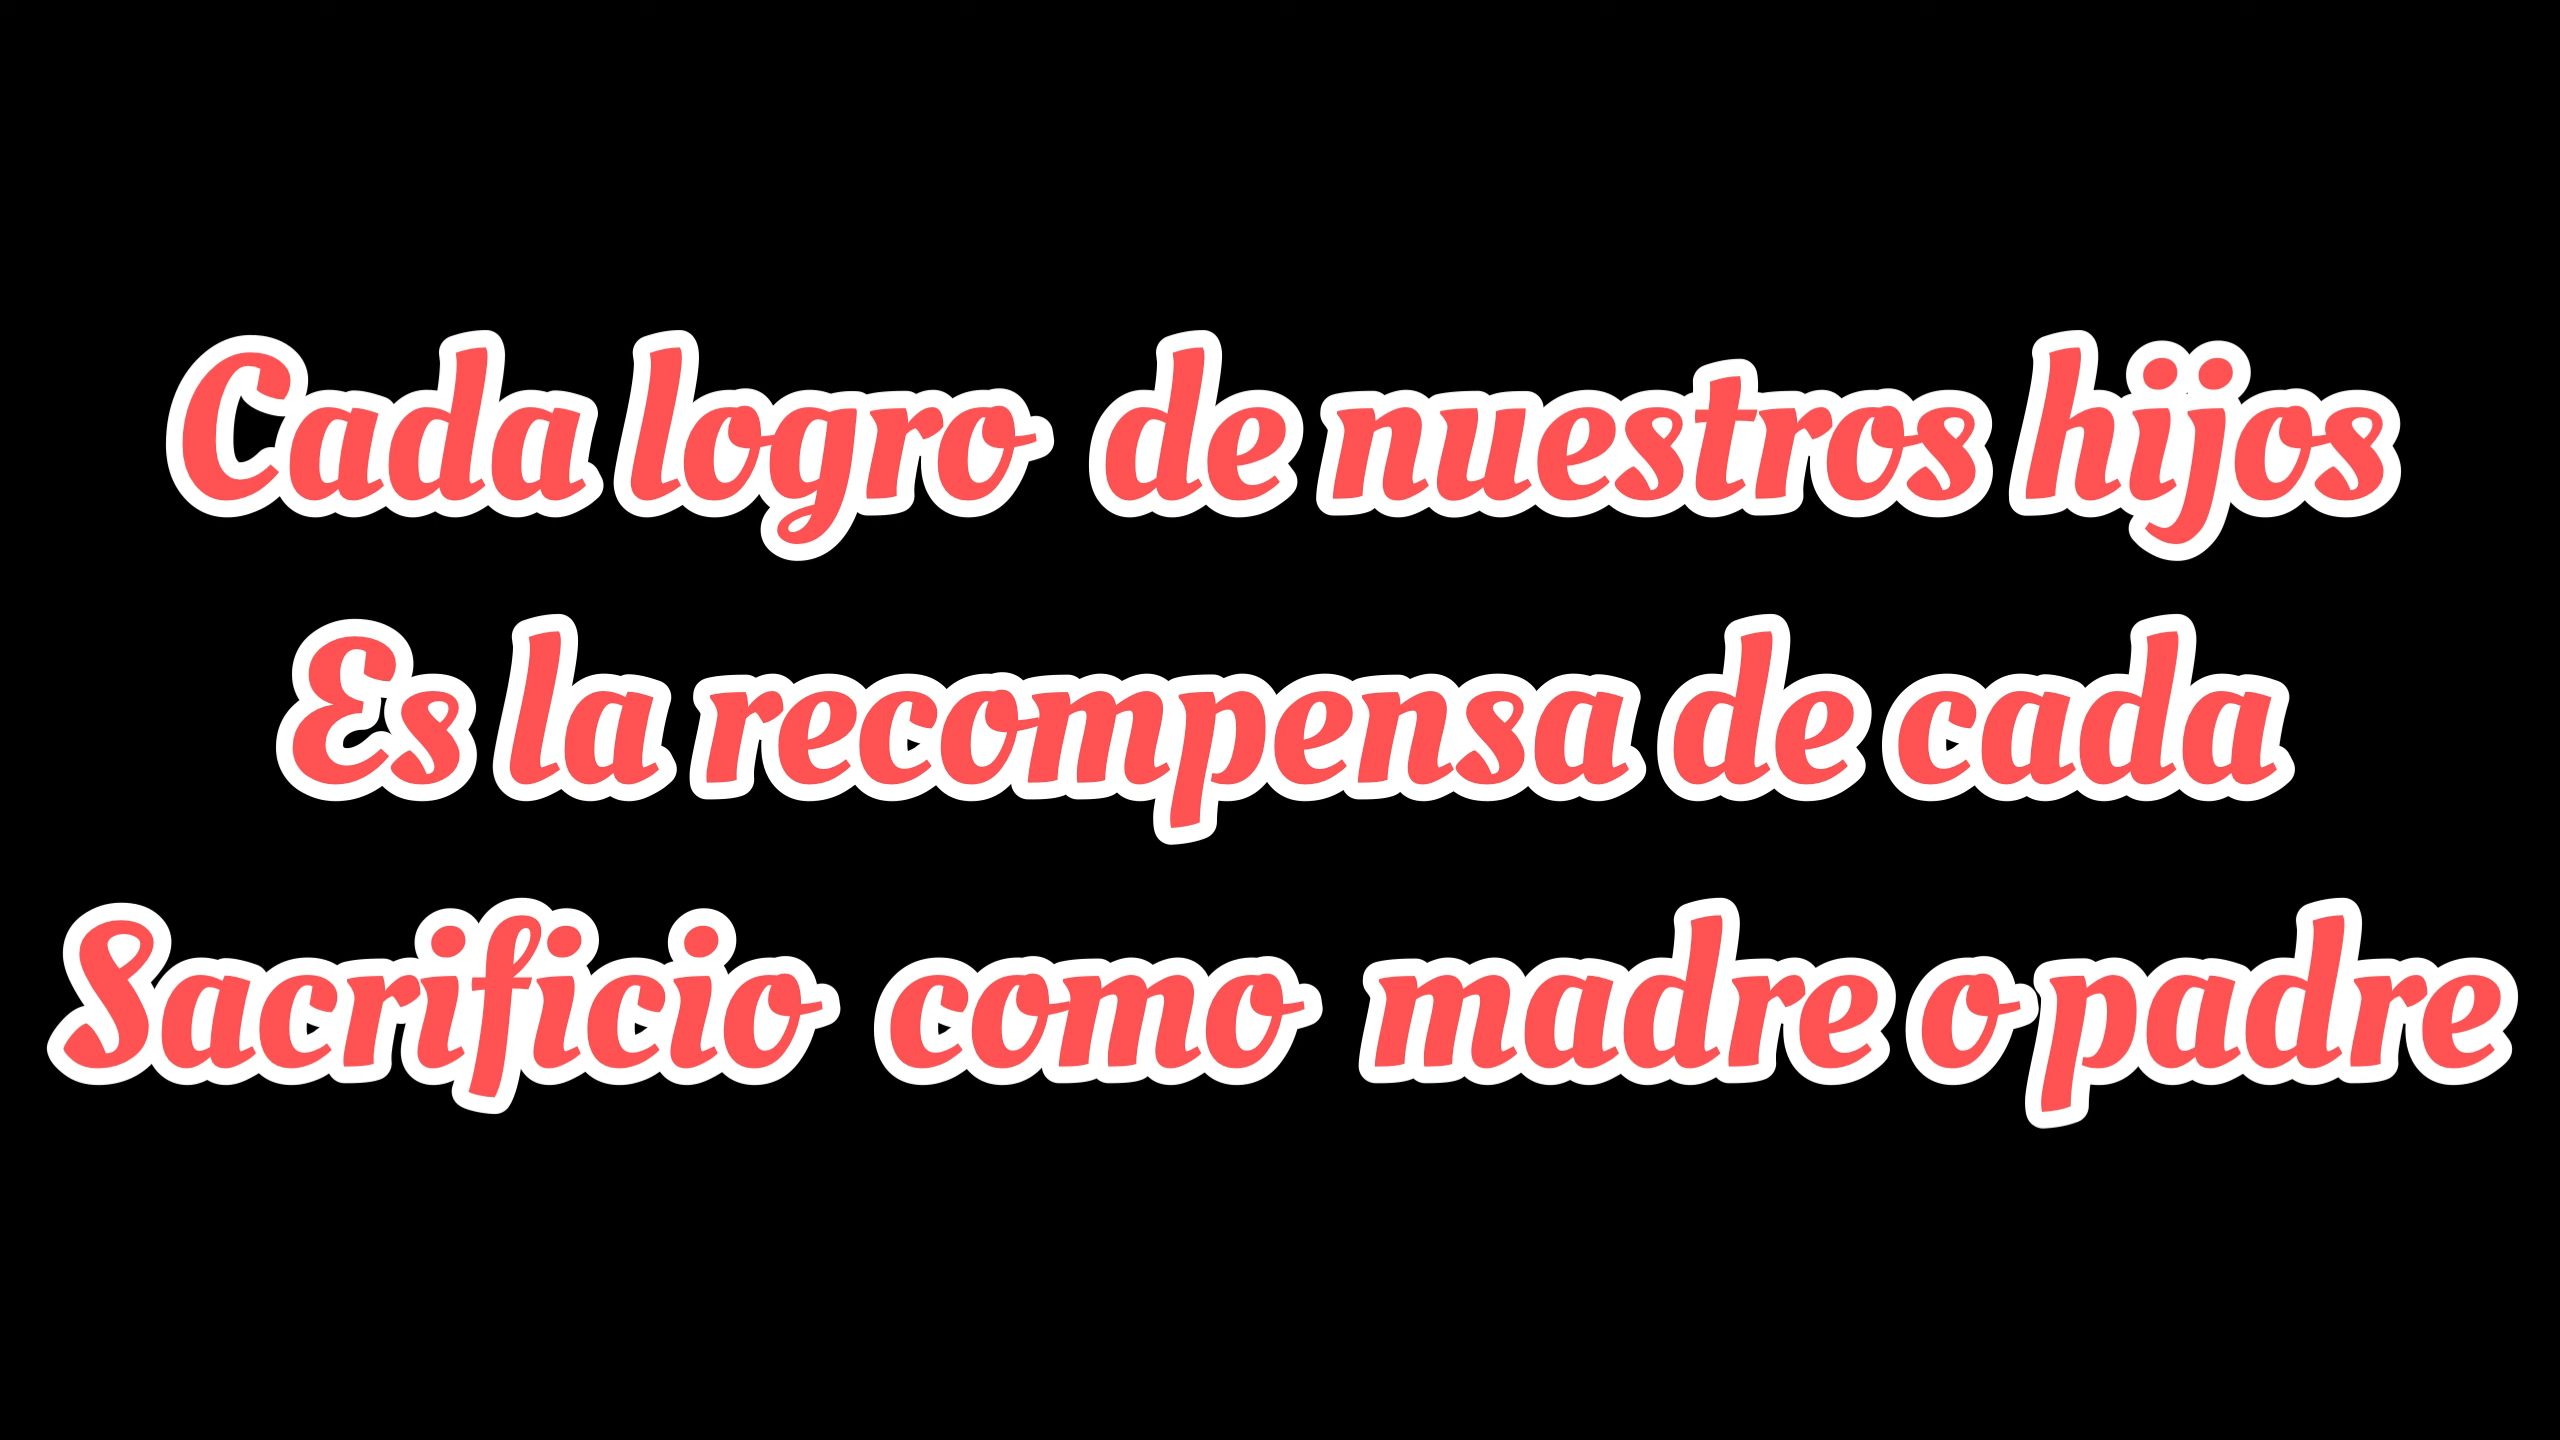 Cada logro de nuestros hijos
Es la recompensa de cada
Sacrificio como madre o padre